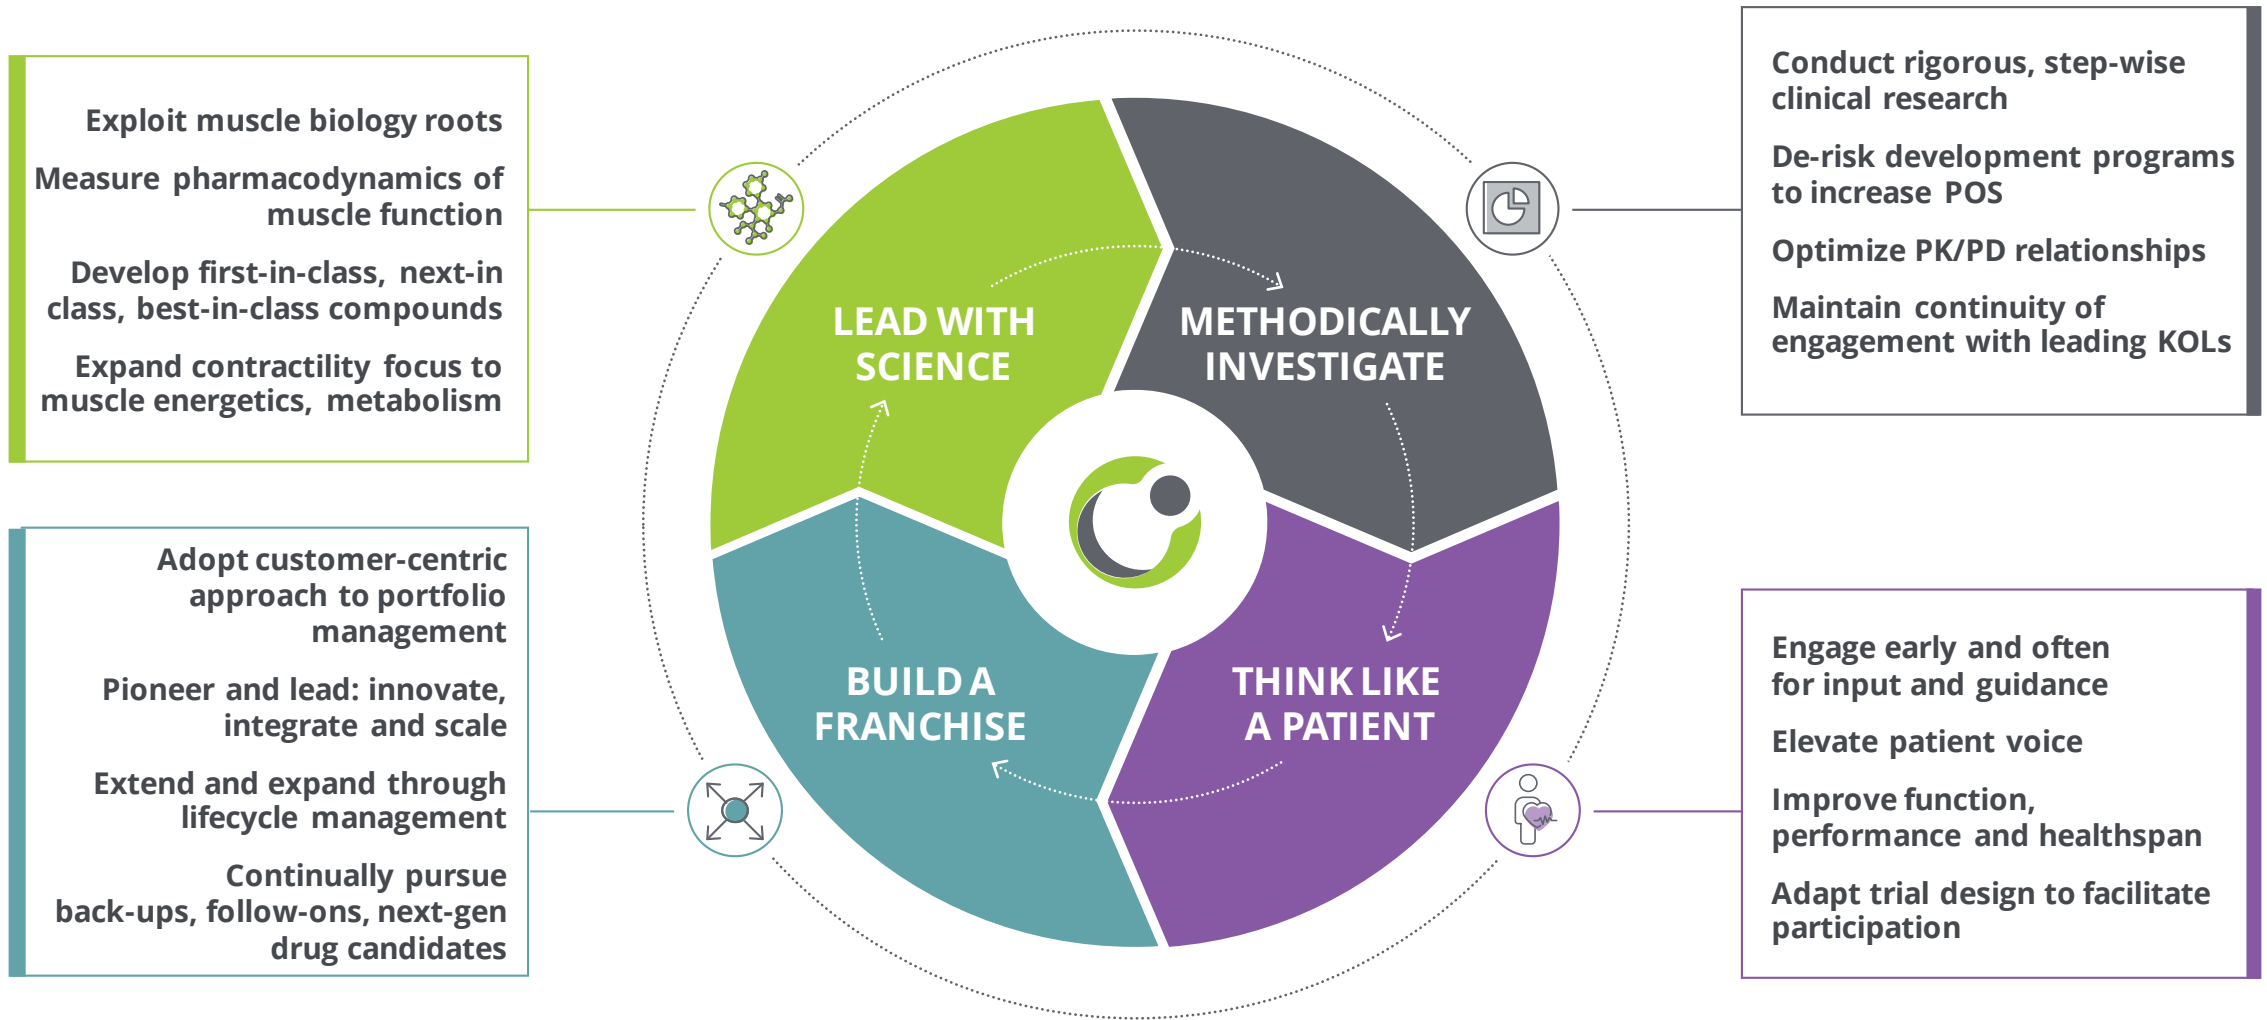 Exploit muscle biology roots
Measure pharmacodynamics of
muscle function
Develop first-in-class, next-in
class, best-in-class compounds
Expand contractility focus to
muscle energetics, metabolism
LEAD WITH
SCIENCE
METHODICALLY
INVESTIGATE
Conduct rigorous, step-wise
clinical research
De-risk development programs
to increase POS
Optimize PK/PD relationships
Maintain continuity of
engagement with leading KOLs
Adopt customer-centric
approach to portfolio
management
Pioneer and lead: innovate,
integrate and scale
Extend and expand through
lifecycle management
Continually pursue
back-ups, follow-ons, next-gen
drug candidates
BUILD A
FRANCHISE
THINK LIKE
A PATIENT
Engage early and often
for input and guidance
Elevate patient voice
Improve function,
performance and healthspan
Adapt trial design to facilitate
participation